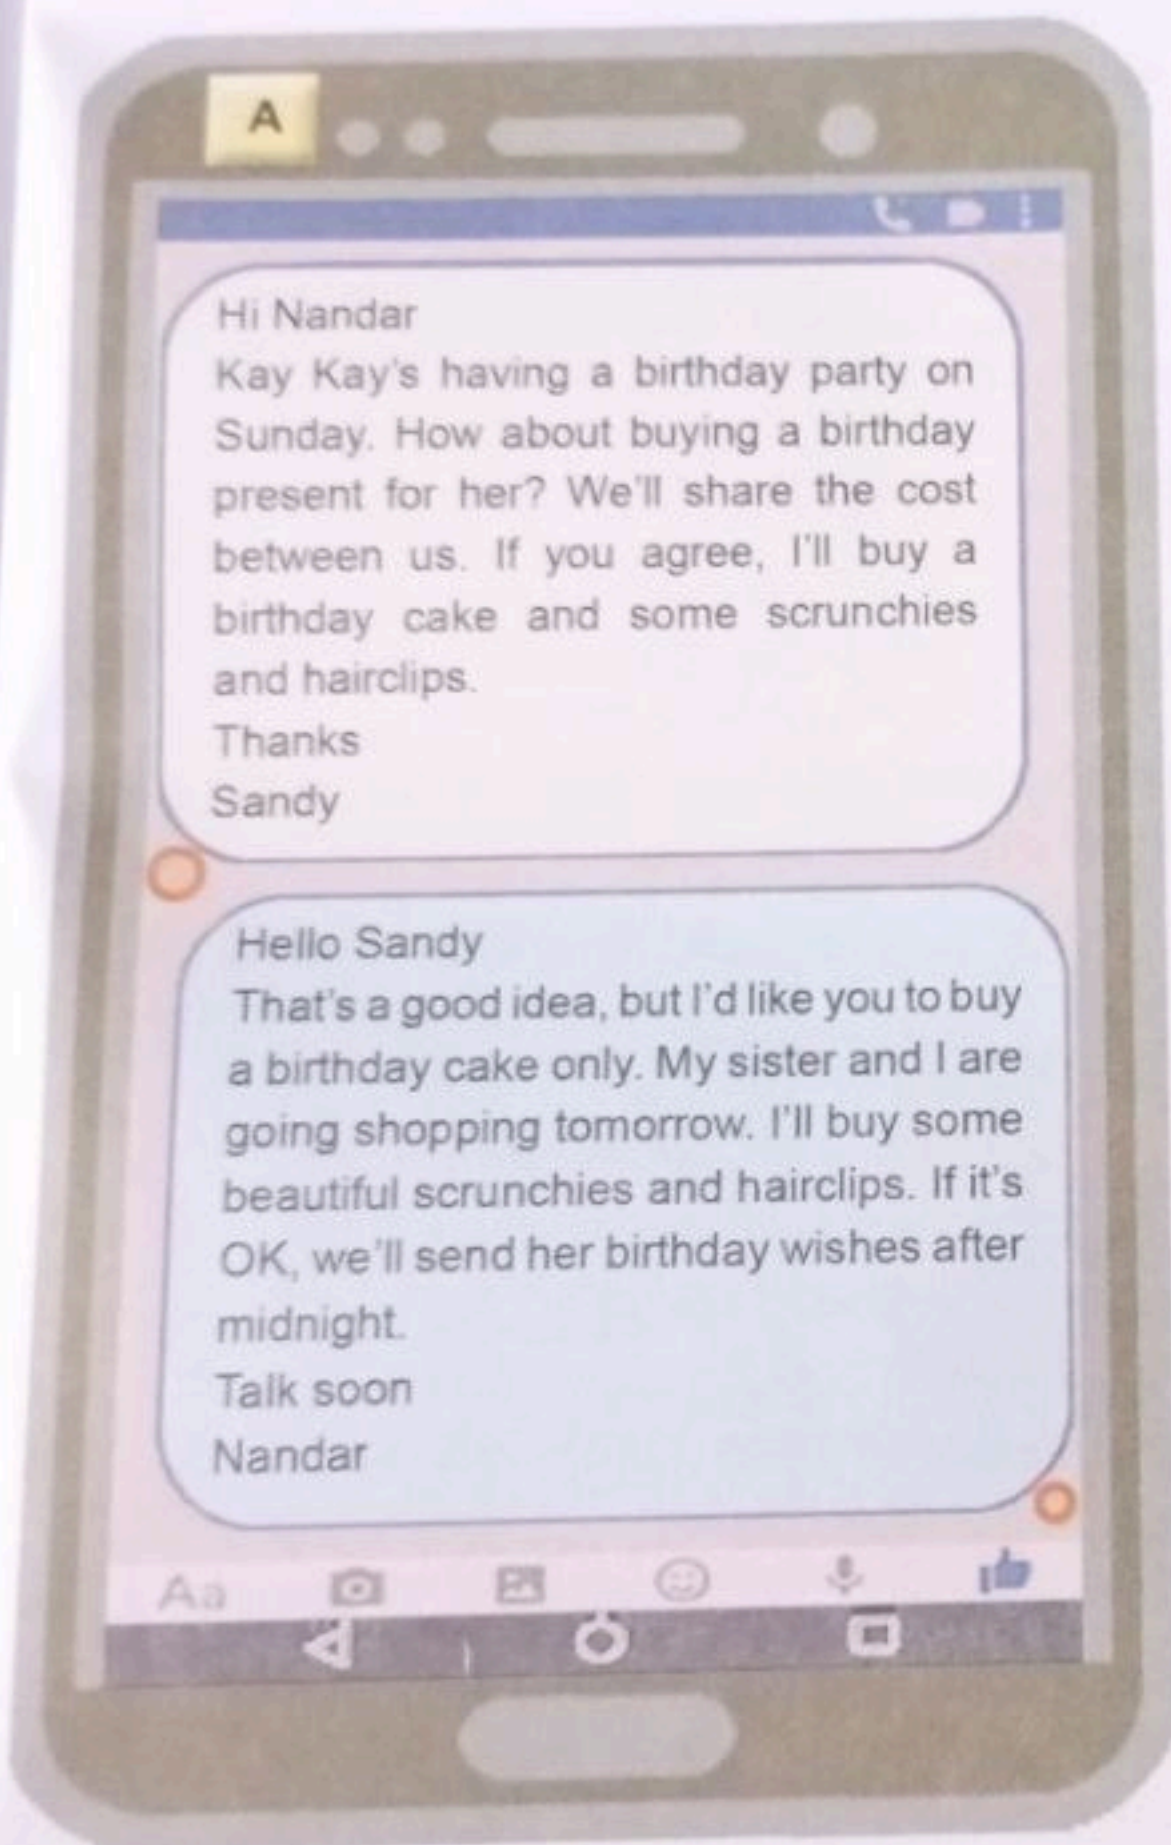 A
Hi Nandar
Kay Kay's having a birthday party on
Sunday. How about buying a birthday
present for her? We'll share the cost
between us. If you agree, I'll buy a
birthday cake and some scrunchies
and hairclips.
Thanks
Sandy
Hello Sandy
That's a good idea, but I'd like you to buy
a birthday cake only. My sister and I are
going shopping tomorrow. I'll buy some
beautiful scrunchies and hairclips. If it's
OK, we'll send her birthday wishes after
midnight.
Talk soon
Nandar
Aa